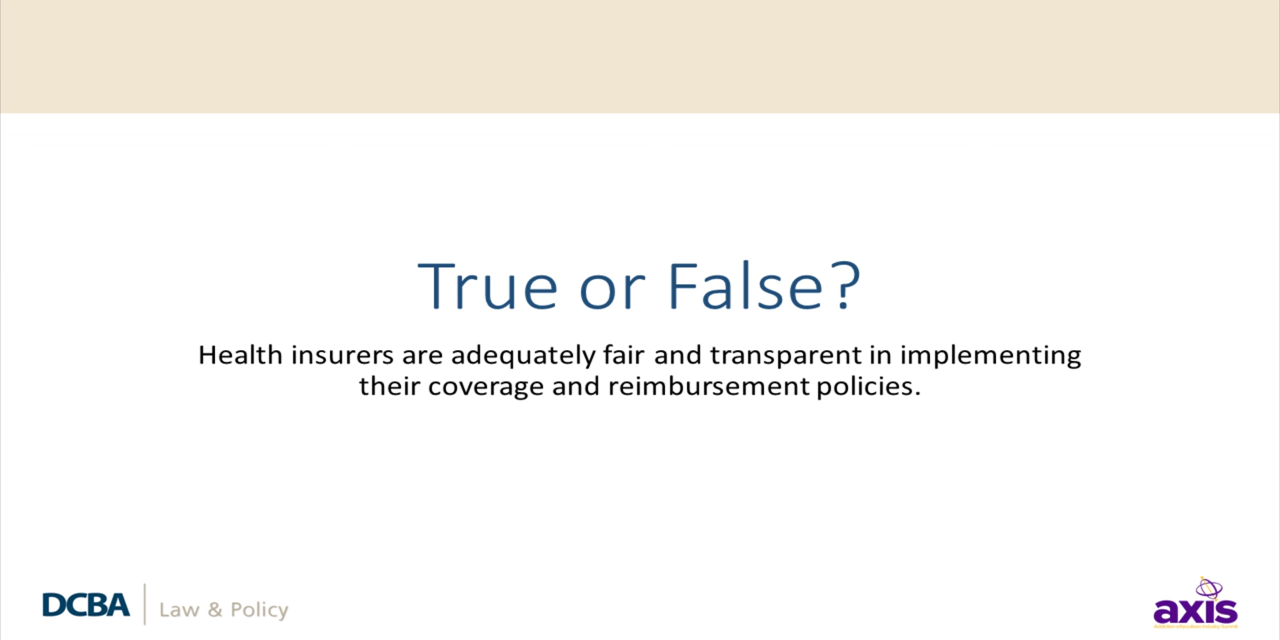 True or False?
Health insurers are adequately fair and transparent in implementing
their coverage and reimbursement policies.
DCBA Law & Policy
axis